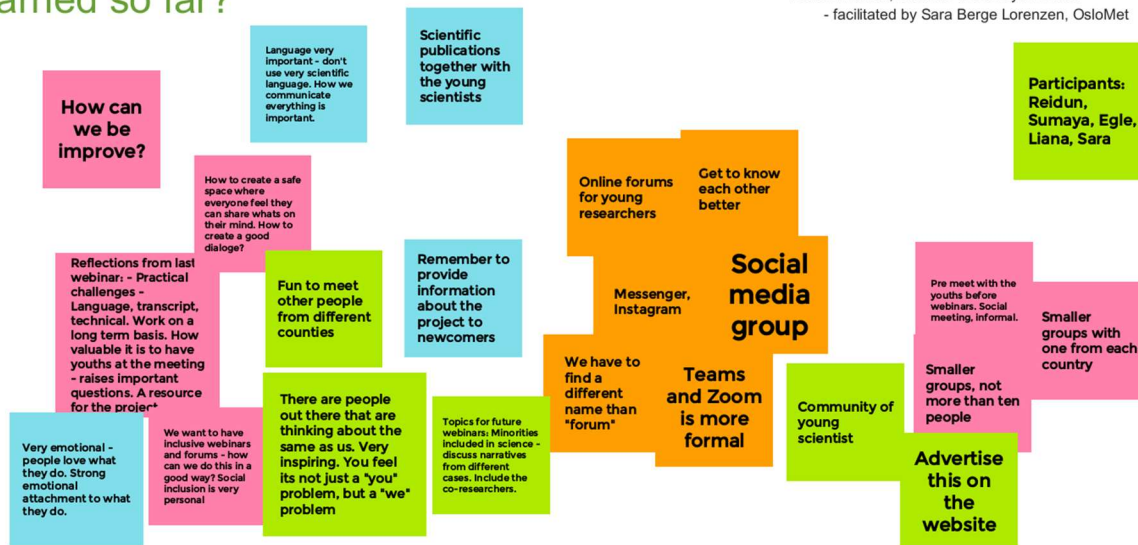 - facilitated by Sara Berge Lorenzen, OsloMet
How can
we be
improve?
Language very
important - don't
use very scientific
language. How we
communicate
everything is
important.
Scientific
publications
together with
the young
scientists
Participants:
Reidun,
Sumaya, Egle,
Liana, Sara
How to create a safe
space where
everyone feel they
can share whats on
their mind. How to
create a good
dialoge?
Online forums
for young
researchers
Get to know
each other
better
Reflections from last
webinar: - Practical
challenges -
Language, transcript,
technical. Work on a
long term basis. How
valuable it is to have
youths at the meeting
- raises important
questions. A resource
for the project
Fun to meet
other people
from different
counties
Remember to
provide
information
about the
project to
newcomers
Messenger,
Instagram
Social
media
group
Pre meet with the
youths before
webinars. Social
meeting, informal.
Smaller
groups with
one from each
country
We have to
find a
different
name than
"forum"
Teams
and Zoom
is more
formal
Smaller
groups, not
more than ten
people
Community of
young
scientist
Very emotional -
people love what
they do. Strong
emotional
attachment to what
they do.
We want to have
inclusive webinars
and forums - how
can we do this in a
good way? Social
inclusion is very
personal
There are people
out there that are
thinking about the
same as us. Very
inspiring. You feel
its not just a "you"
problem, but a "we"
problem
Topics for future
webinars: Minorities
included in science -
discuss narratives
from different
cases. Include the
co-researchers.
Advertise
this on
the
website